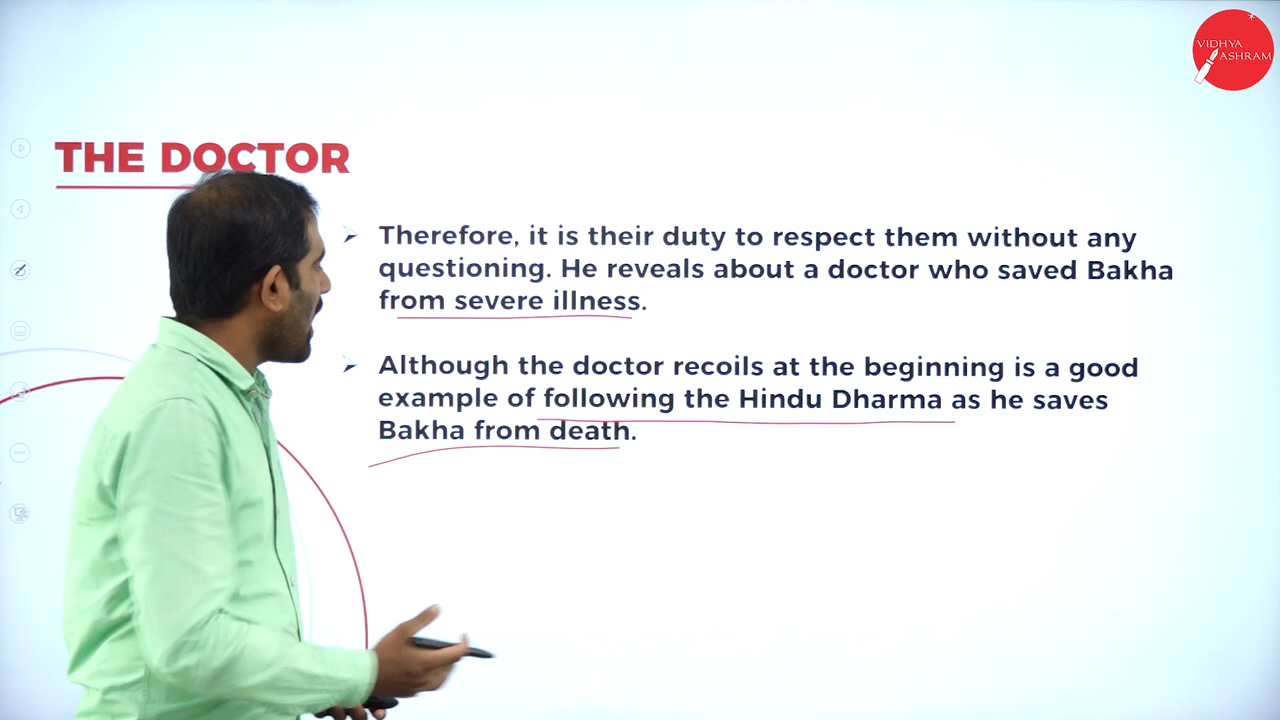 VIDHYA
ASHRAM
THE DOCTOR
Therefore, it is their duty to respect them without any
questioning. He reveals about a doctor who saved Bakha
from severe illness.
Although the doctor recoils at the beginning is a good
example of following the Hindu Dharma as he saves
Bakha from death.